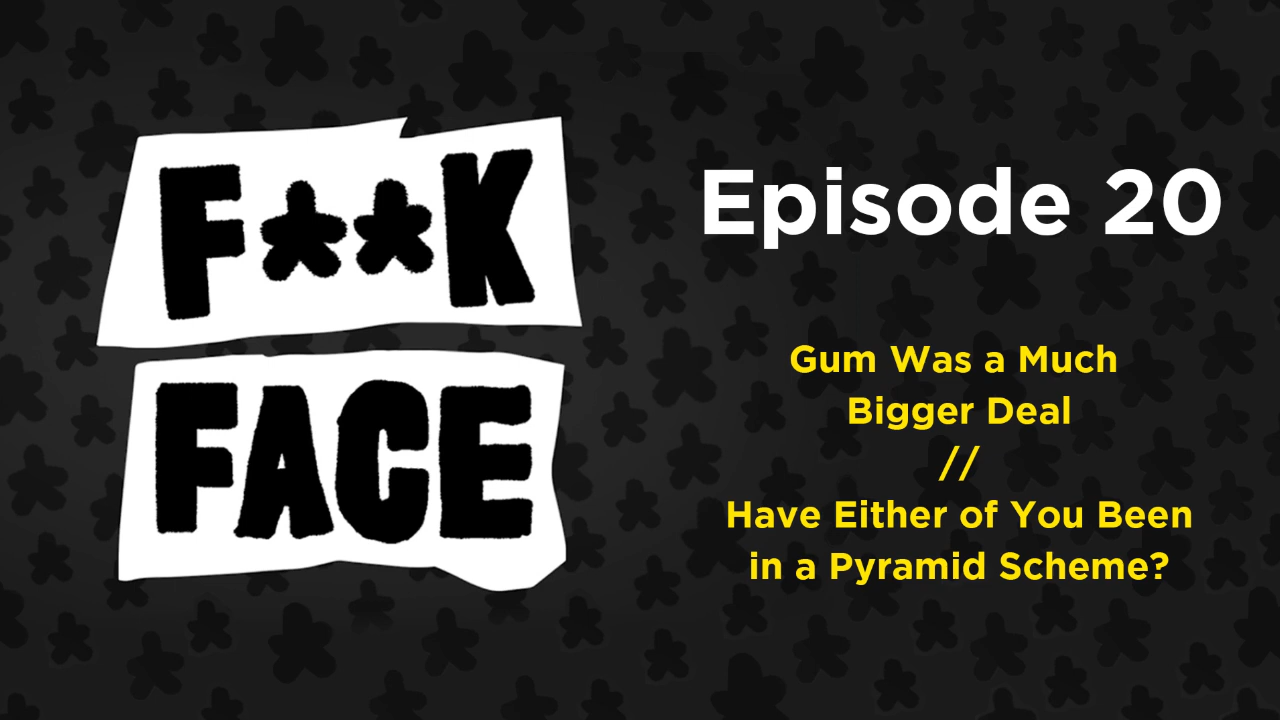 F**K
FACE
Episode 20
Gum Was a Much
Bigger Deal
//
Have Either of You Been
in a Pyramid Scheme?